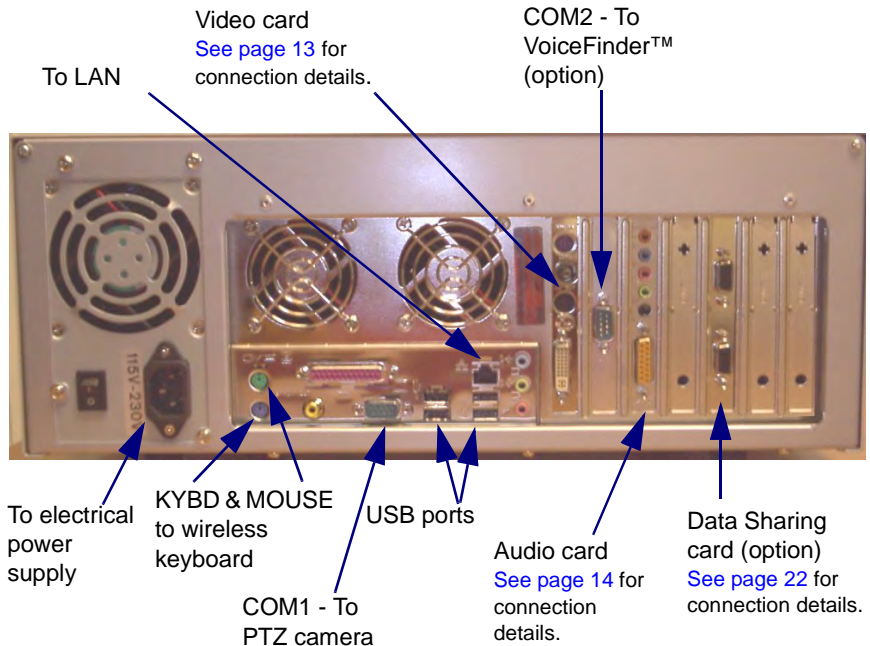 Video card
See page 13 for
connection details.
COM2 - To
VoiceFinder™
(option)
To LAN
115V-230V
To electrical
power
supply
KYBD & MOUSE
to wireless
keyboard
USB ports
COM1 - To
PTZ camera
Audio card
See page 14 for
connection
details.
Data Sharing
card (option)
See page 22 for
connection details.